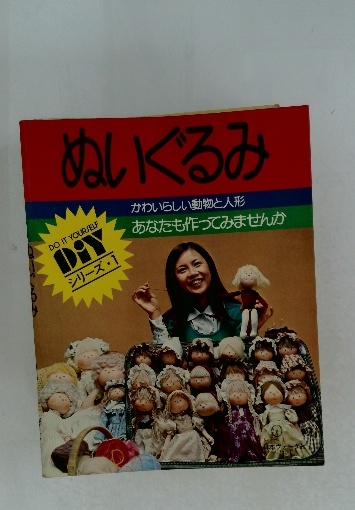 ぬいぐるみ
かわいらしい動物と人形
あなたも作ってみませんか
DO IT YOURSELF
DIY
シリーズ・1